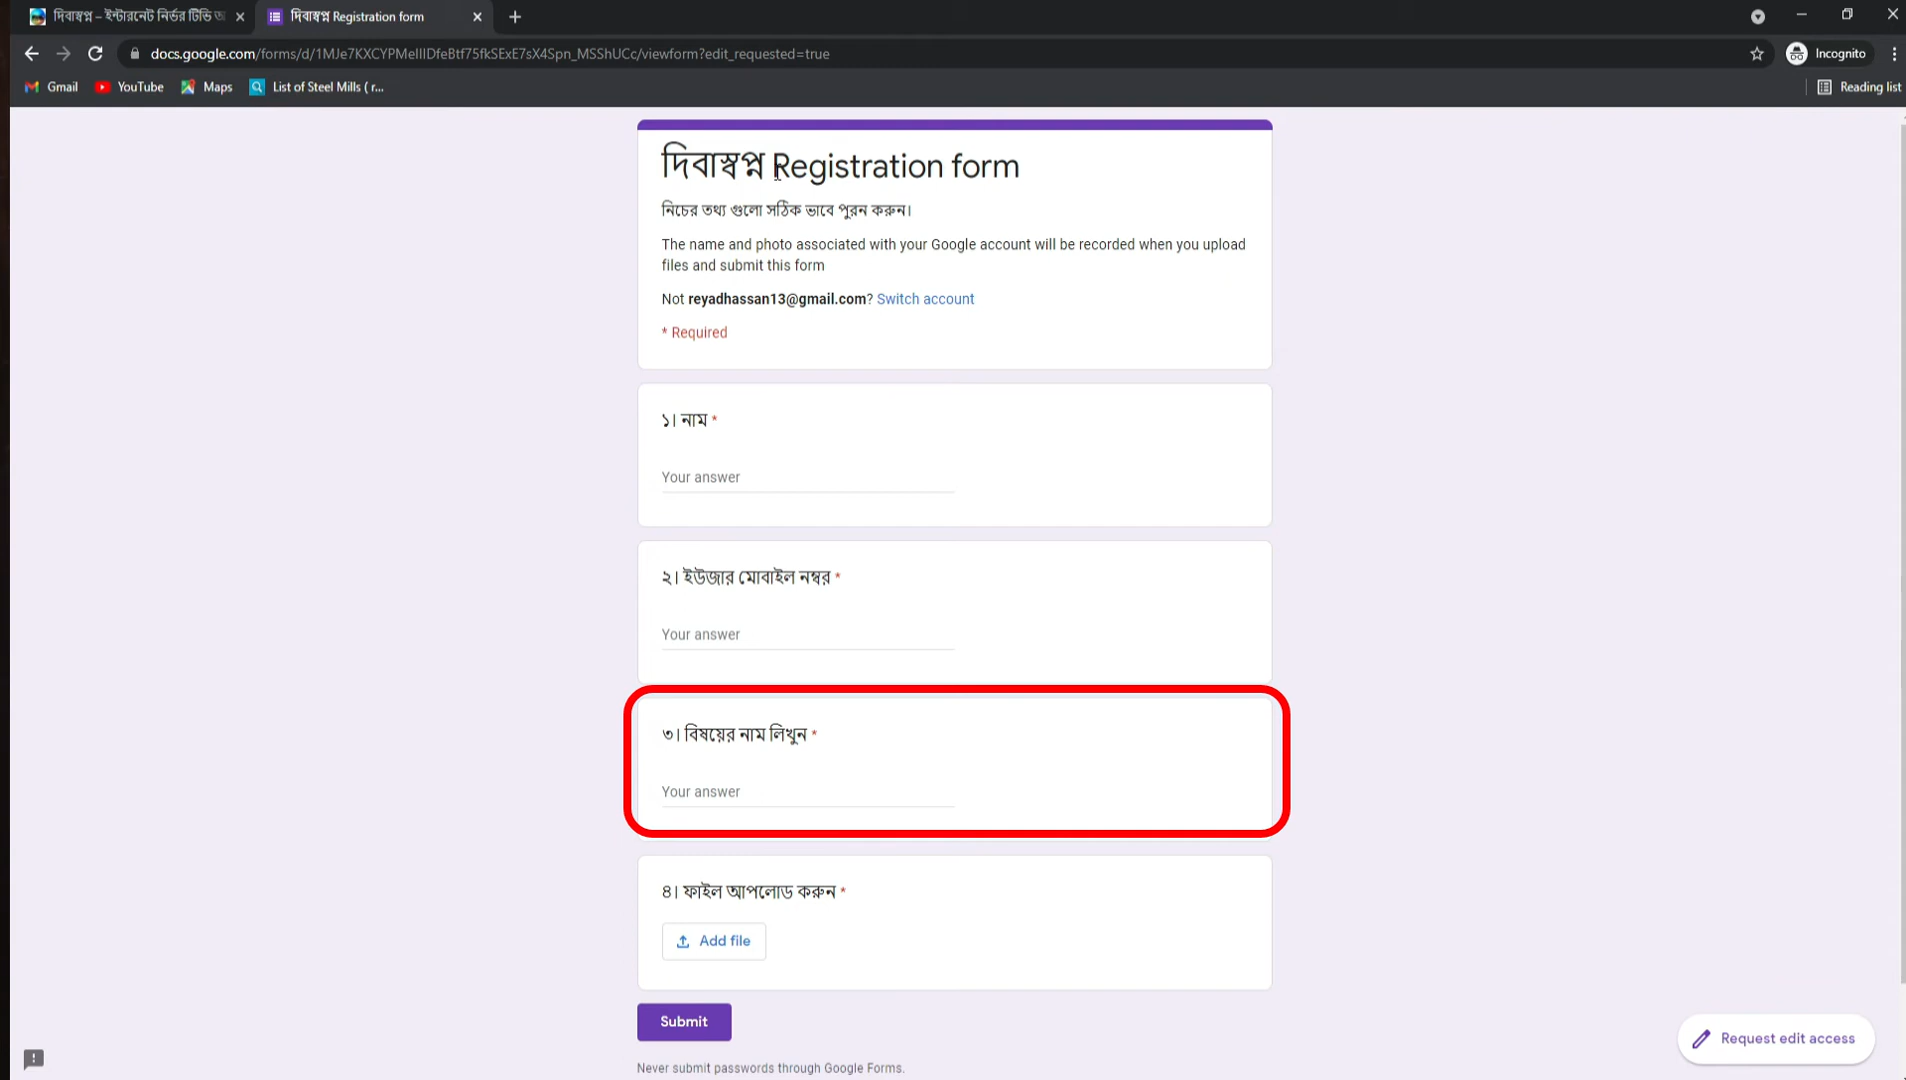 দিবাস্বপ্ন – ইন্টারনেট নির্ভর টিভি অ
দিবাস্বপ্ন Registration form
docs.google.com/forms/d/1MJe7KXCYPMeIIIDfeBtf75fkSExE7sX4Spn_MSShUCc/viewform?edit_requested=true
Incognito
Gmail
YouTube
Maps
List of Steel Mills ( r...
Reading list
দিবাস্বপ্ন Registration form
নিচের তথ্য গুলো সঠিক ভাবে পুরন করুন।
The name and photo associated with your Google account will be recorded when you upload
files and submit this form
Not reyadhassan13@gmail.com? Switch account
* Required
১। নাম *
Your answer
২। ইউজার মোবাইল নম্বর *
Your answer
৩। বিষয়ের নাম লিখুন *
Your answer
৪। ফাইল আপলোড করুন *
Add file
Submit
Request edit access
Never submit passwords through Google Forms.